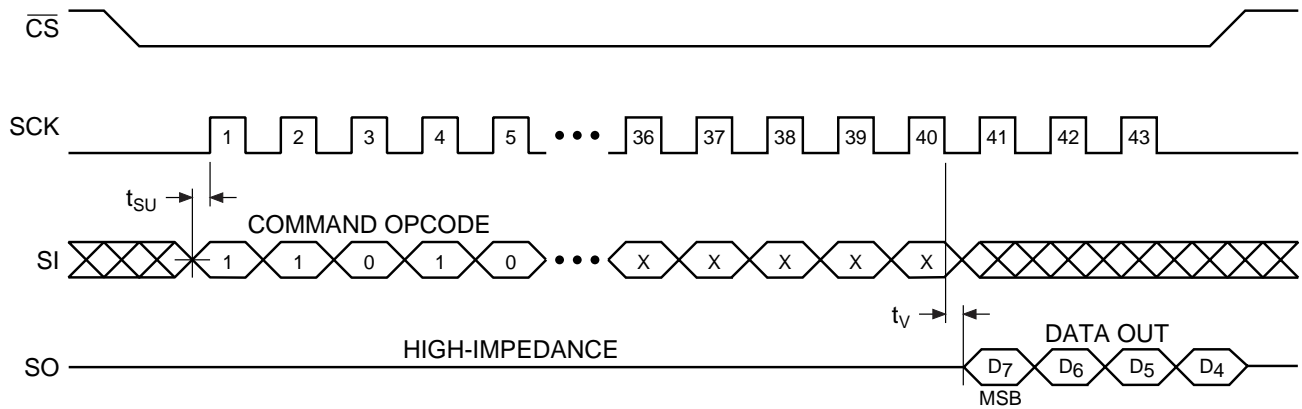 CS
SCK 1 2 3 4 5 ••• 36 37 38 39 40 41 42 43
tSU
COMMAND OPCODE
SI 1 1 0 1 0 ••• X X X X X
tV
HIGH-IMPEDANCE
DATA OUT
SO D7 D6 D5 D4
MSB